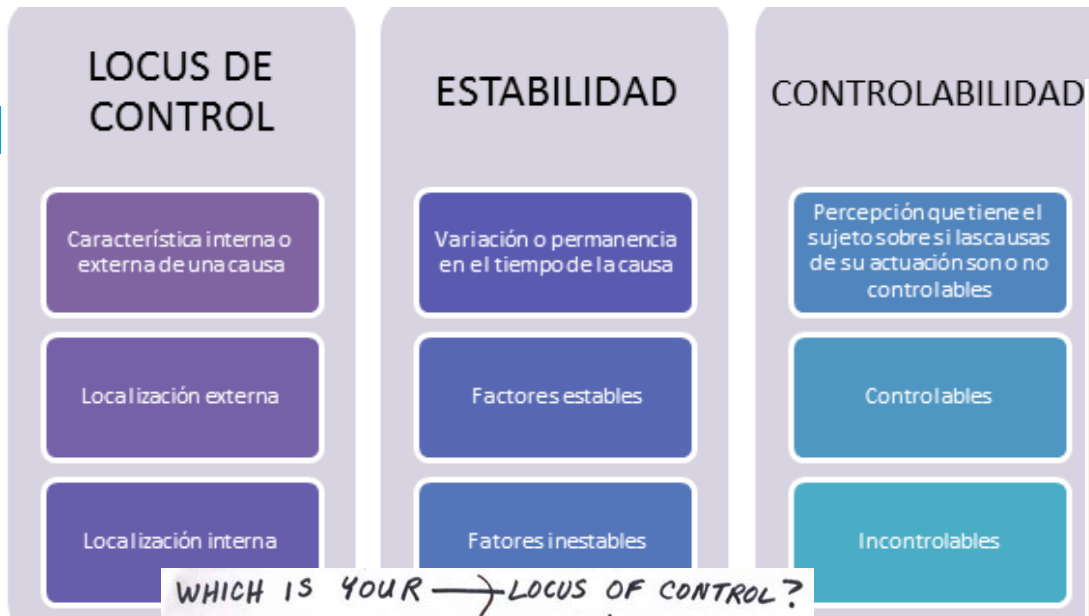 LOCUS DE
CONTROL
Característica interna o
externa de una causa
Localización externa
Localización interna
ESTABILIDAD
Variación o permanencia
en el tiempo de la causa
Factores estables
Fatores inestables
CONTROLABILIDAD
Percepción que tiene el
sujeto sobre si lascausas
de su actuación son o no
controlables
Controlables
Incontrolables
WHICH IS YOUR → LOCUS OF CONTROL?